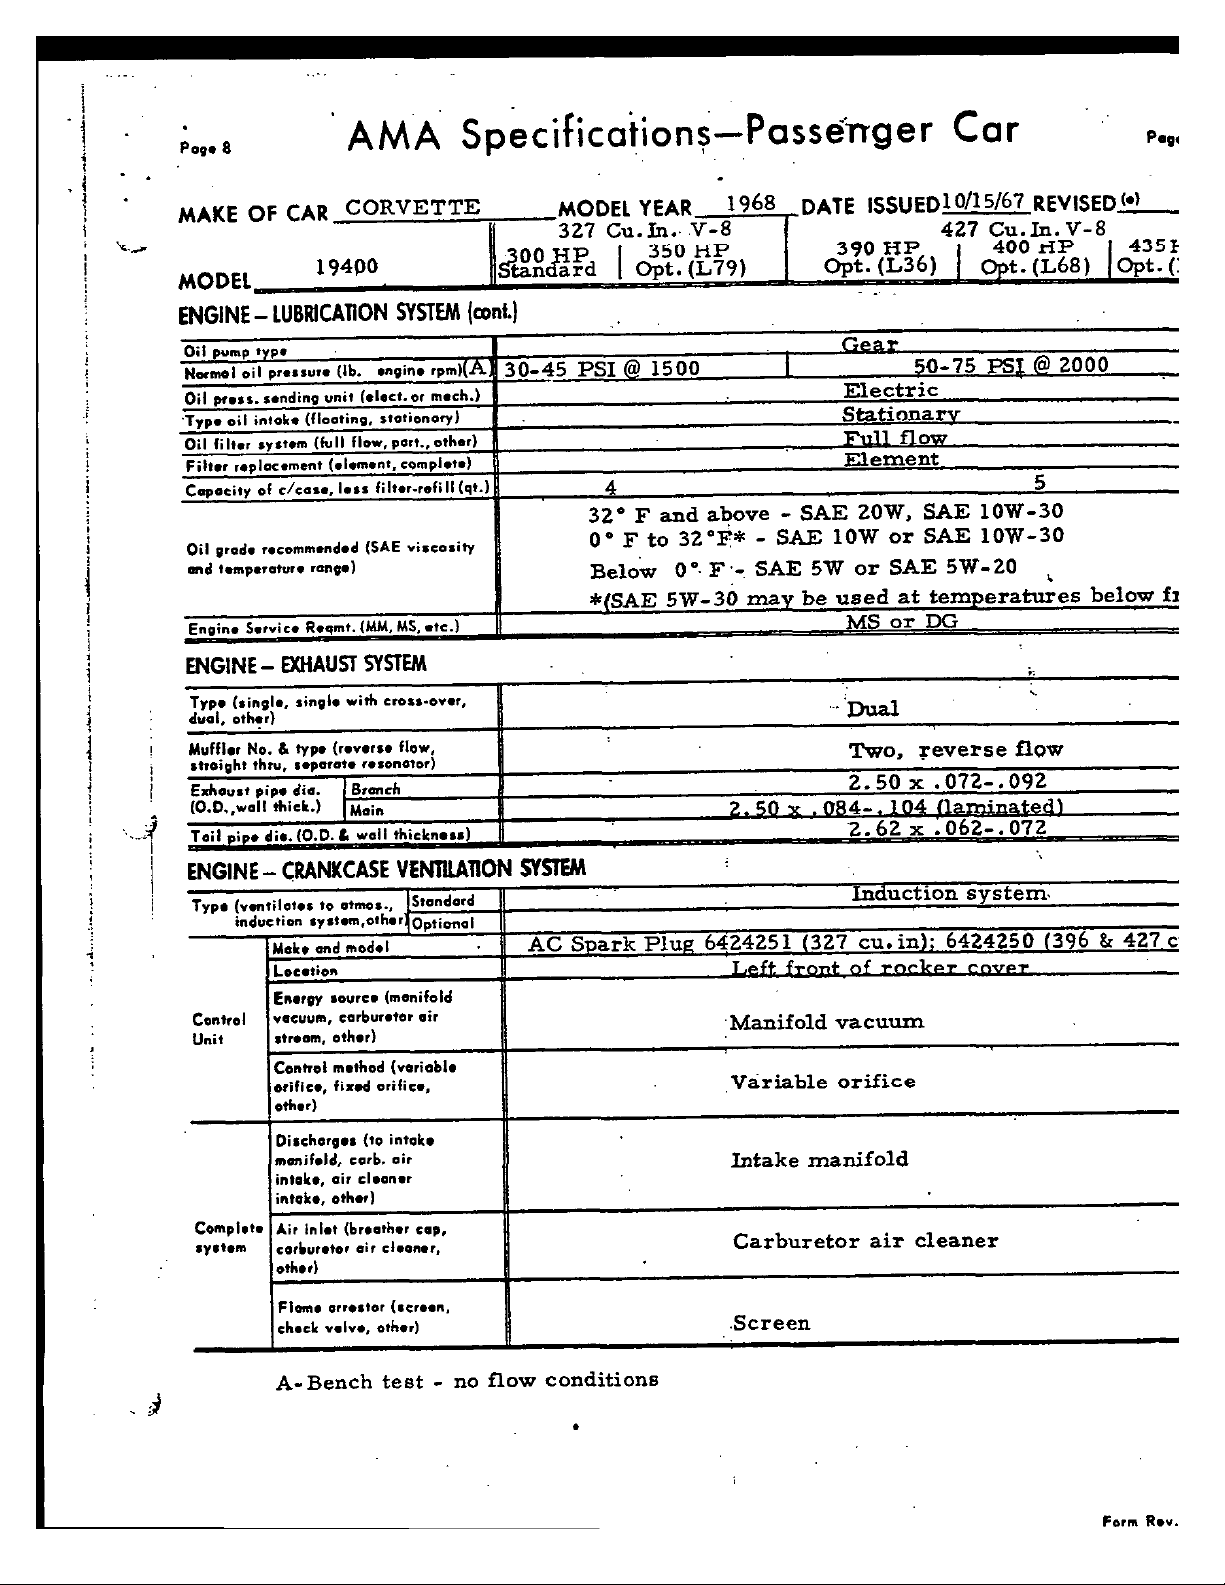 Page 8 AMA Specifications—Passenger Car
MAKE OF CAR CORVETTE MODEL YEAR 1968 DATE ISSUED 10/15/67 REVISED (•)
327 Cu.In. V-8 427 Cu.In. V-8
300 HP 350 HP 390 HP 400 HP
MODEL 19400 Standard Opt. (L79) Opt. (L36) Opt. (L68) Opt.
ENGINE – LUBRICATION SYSTEM (cont.)
Oil pump type Gear
Normal oil pressure (lb. engine rpm)(A) 30-45 PSI @ 1500 50-75 PSI @ 2000
Oil press. sending unit (elect. or mech.) Electric
Type oil intake (floating, stationary) Stationary
Oil filter system (full flow, part., other) Full flow
Filter replacement (element, complete) Element
Capacity of c/case, less filter-refill (qt.) 4 5
Oil grade recommended (SAE viscosity
and temperature range)
32° F and above - SAE 20W, SAE 10W-30
0° F to 32°F* - SAE 10W or SAE 10W-30
Below 0° F - SAE 5W or SAE 5W-20
*(SAE 5W-30 may be used at temperatures below
Engine Service Reqmt. (MM, MS, etc.) MS or DG
ENGINE – EXHAUST SYSTEM
Type (single, single with cross-over,
dual, other)
Dual
Muffler No. & type (reverse flow,
straight thru, separate resonator)
Two, reverse flow
Exhaust pipe dia. Branch 2.50 x .072-.092
(O.D.,wall thick.) Main 2.50 x .084-.104 (laminated)
Tail pipe dia. (O.D. & wall thickness) 2.62 x .062-.072
ENGINE – CRANKCASE VENTILATION SYSTEM
Type (ventilates to atmos., Standard Induction system
induction system,other) Optional
Control
Unit
Make and model AC Spark Plug 6424251 (327 cu.in); 6424250 (396 & 427 c
Location Left front of rocker cover
Energy source (manifold
vacuum, carburetor air
stream, other)
Manifold vacuum
Control method (variable
orifice, fixed orifice,
other)
Variable orifice
Complete
system
Discharges (to intake
manifold, carb. air
intake, air cleaner
intake, other)
Intake manifold
Air inlet (breather cap,
carburetor air cleaner,
other)
Carburetor air cleaner
Flame arrestor (screen,
check valve, other)
Screen
A-Bench test - no flow conditions
Form Rev.